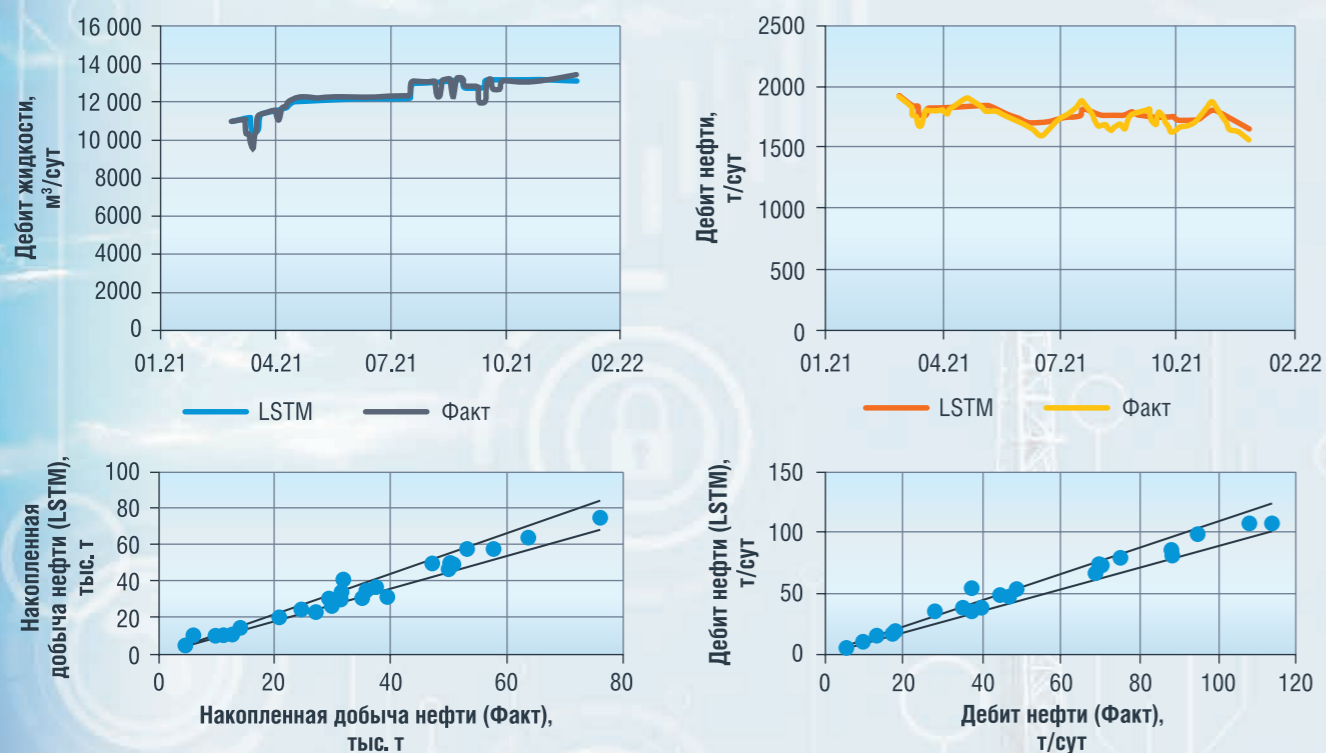 Дебит жидкости,
м³/сут
16 000
14 000
12 000
10 000
8000
6000
4000
2000
0
01.21 04.21 07.21 10.21 02.22
LSTM Факт
Дебит нефти,
т/сут
2500
2000
1500
1000
500
0
01.21 04.21 07.21 10.21 02.22
LSTM Факт
Накопленная
добыча нефти (LSTM),
тыс. т
100
80
60
40
20
0
0 20 40 60 80
Накопленная добыча нефти (Факт),
тыс. т
Дебит нефти (LSTM),
т/сут
150
100
50
0
0 20 40 60 80 100 120
Дебит нефти (Факт),
т/сут